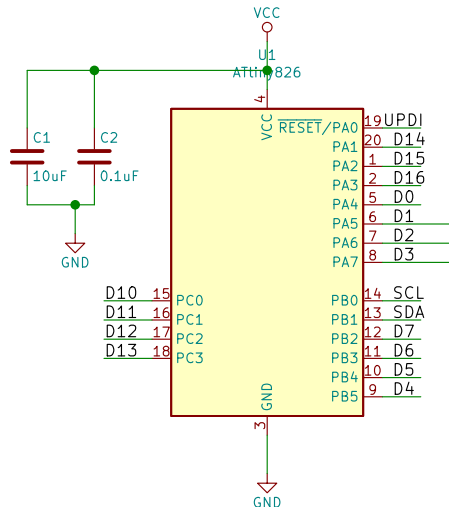 VCC
U1
ATtiny826
4
VCC
C1
10uF
C2
0.1uF
GND
RESET/PA0 19 UPDI
PA1 20 D14
PA2 1 D15
PA3 2 D16
PA4 5 D0
PA5 6 D1
PA6 7 D2
PA7 8 D3
D10 15 PC0
D11 16 PC1
D12 17 PC2
D13 18 PC3
PB0 14 SCL
PB1 13 SDA
PB2 12 D7
PB3 11 D6
PB4 10 D5
PB5 9 D4
GND
3
GND